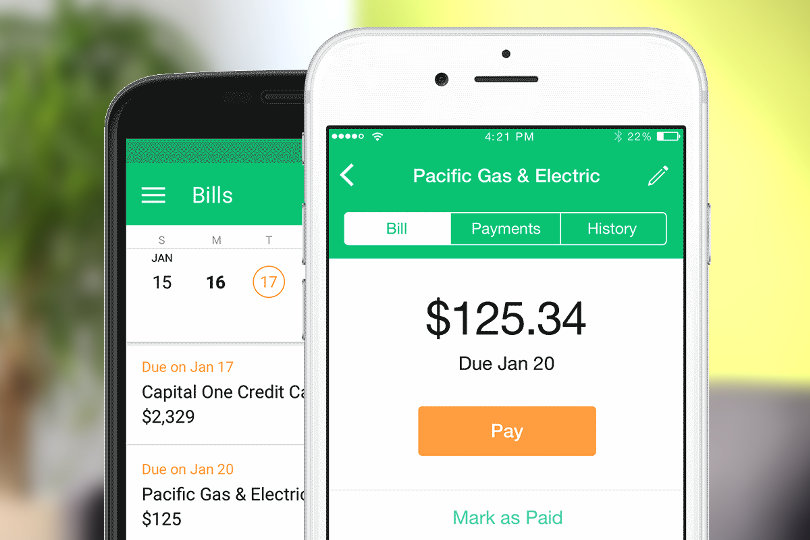 Bills
S M T
JAN
15 16 17
Due on Jan 17
Capital One Credit Ca
$2,329
Due on Jan 20
Pacific Gas & Electric
$125
4:21 PM 22%
Pacific Gas & Electric
Bill Payments History
$125.34
Due Jan 20
Pay
Mark as Paid